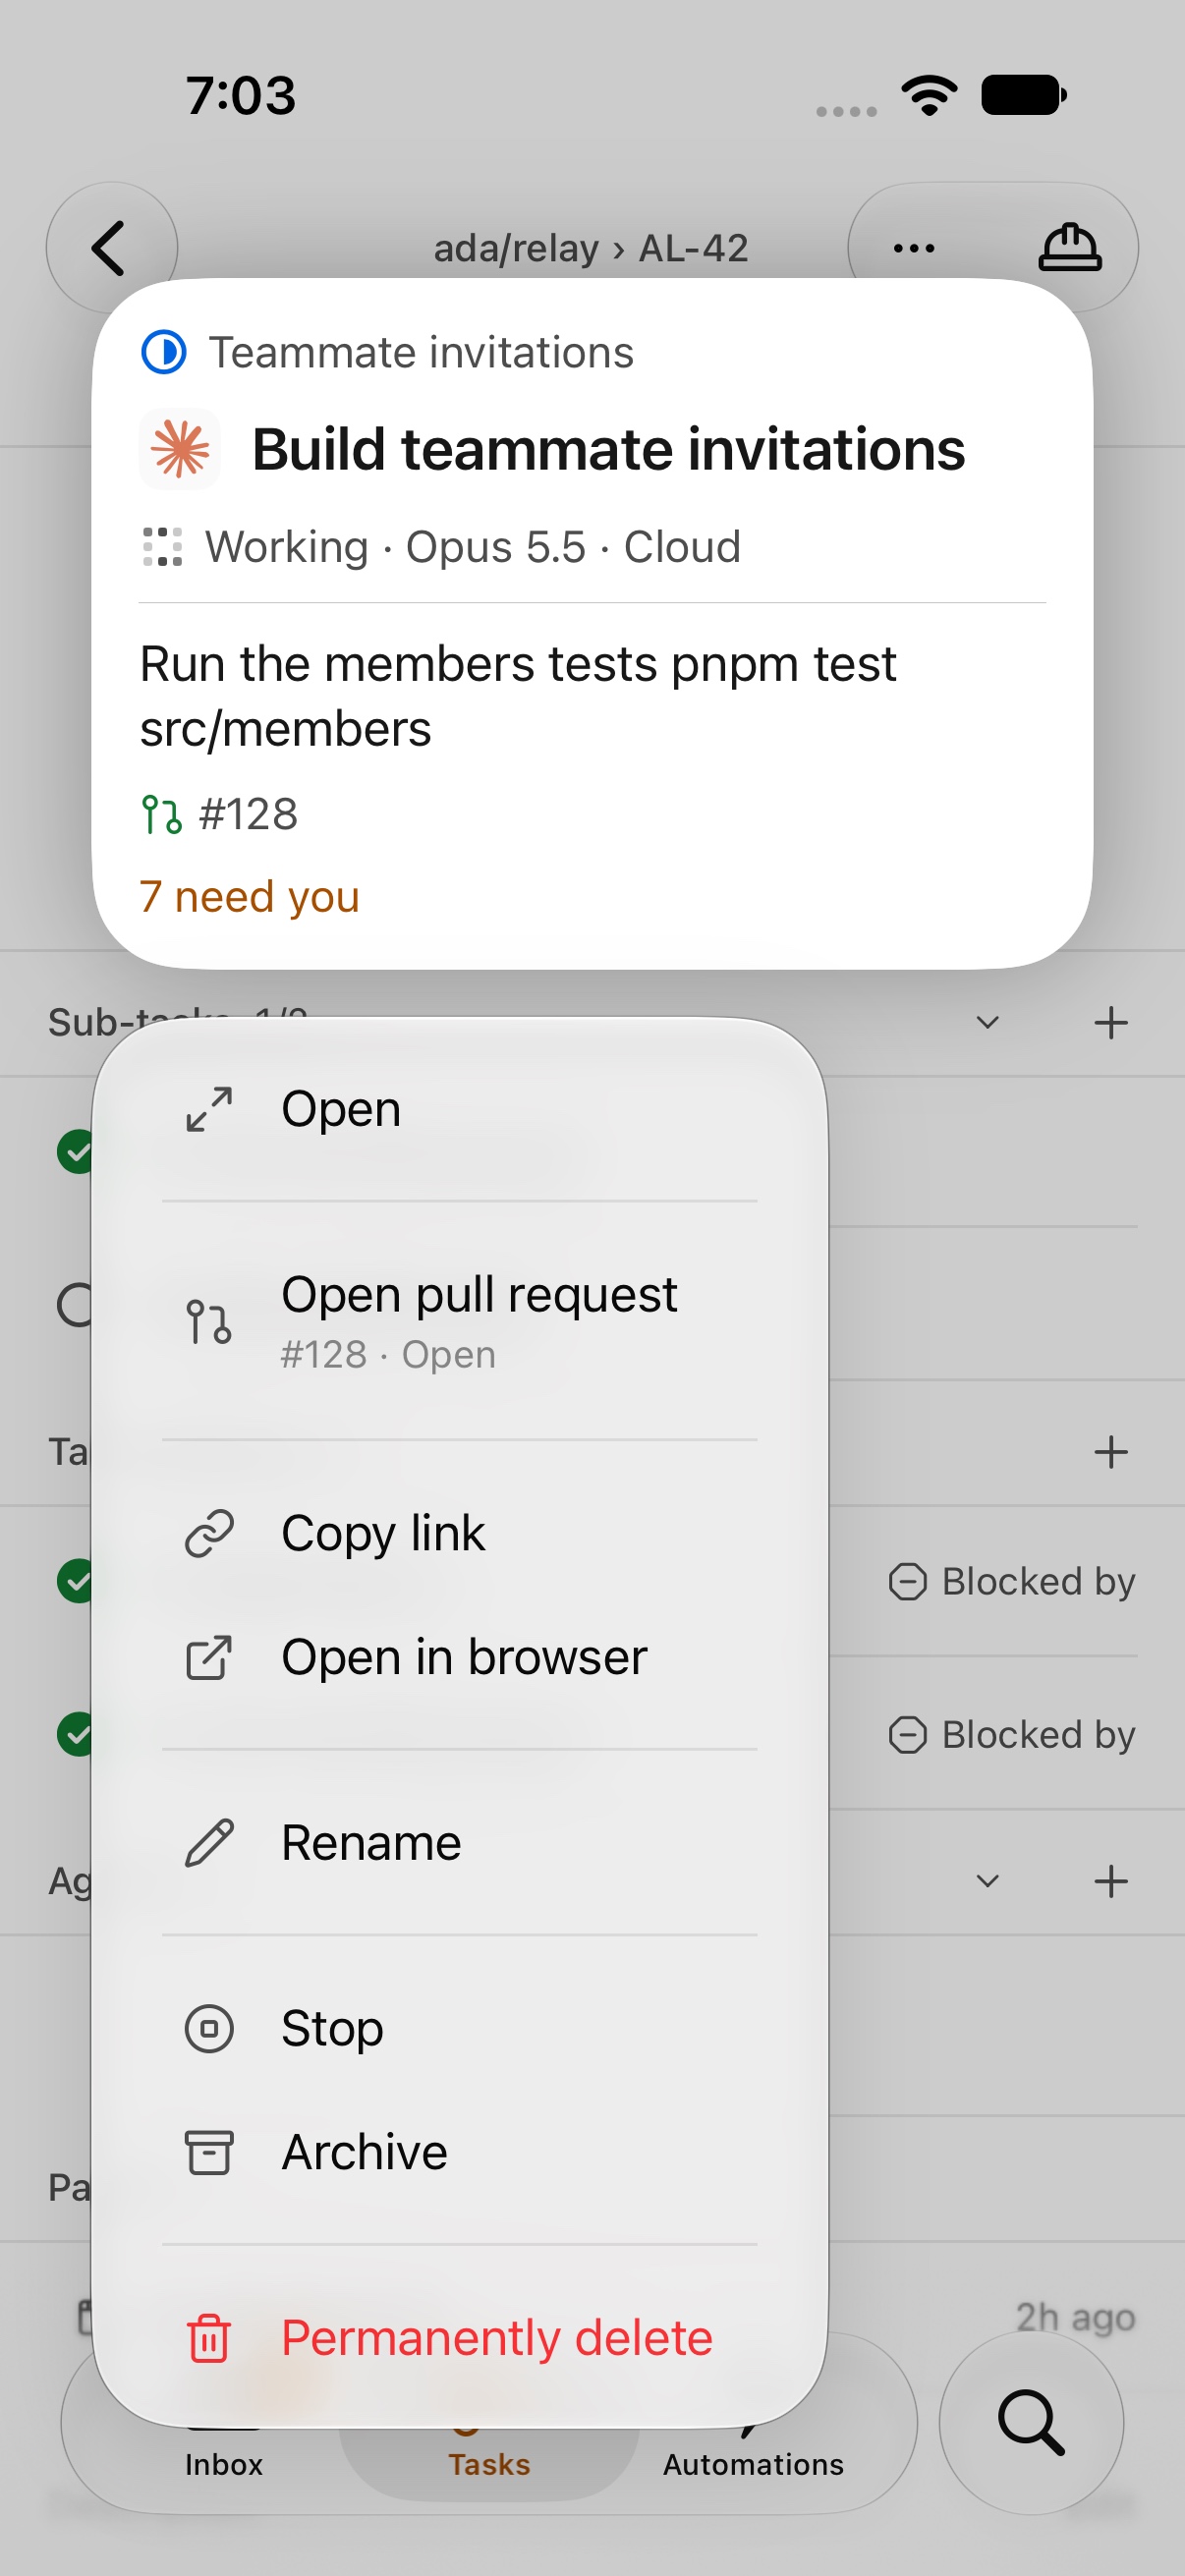 7:03
ada/relay › AL-42
Teammate invitations
Build teammate invitations
Working · Opus 5.5 · Cloud
Run the members tests pnpm test
src/members
#128
7 need you
Open
Open pull request
#128 · Open
Copy link
Blocked by
Open in browser
Blocked by
Rename
Stop
Archive
2h ago
Permanently delete
Inbox
Tasks
Automations